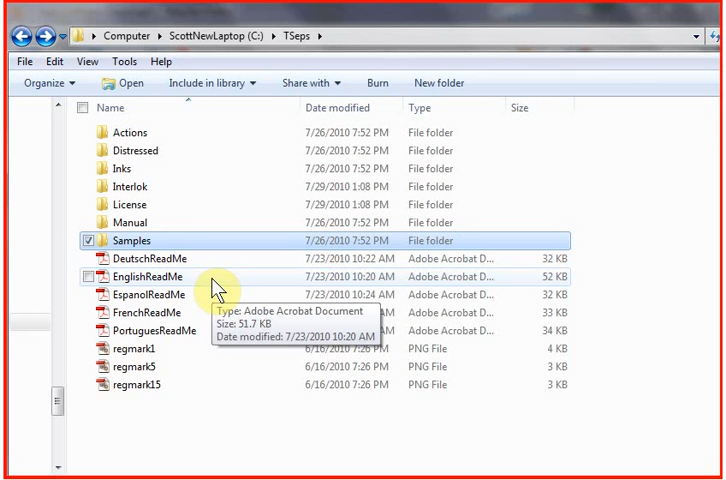 Computer ScottNewLaptop (C:) TSeps
File Edit View Tools Help
Organize Open Include in library Share with Burn New folder
Name Date modified Type Size
Actions 7/26/2010 7:52 PM File folder
Distressed 7/26/2010 7:52 PM File folder
Inks 7/26/2010 7:52 PM File folder
Interlok 7/29/2010 1:08 PM File folder
License 7/29/2010 1:08 PM File folder
Manual 7/26/2010 7:52 PM File folder
Samples 7/26/2010 7:52 PM File folder
DeutschReadMe 7/23/2010 10:22 AM Adobe Acrobat D... 32 KB
EnglishReadMe 7/23/2010 10:20 AM Adobe Acrobat D... 52 KB
EspanolReadMe 7/23/2010 10:24 AM Adobe Acrobat D... 32 KB
FrenchReadMe Adobe Acrobat D... 33 KB
Type: Adobe Acrobat Document
Size: 51.7 KB
PortuguesReadMe Adobe Acrobat D... 34 KB
Date modified: 7/23/2010 10:20 AM
regmark1 6/16/2010 7:26 PM PNG File 4 KB
regmark5 6/16/2010 7:26 PM PNG File 3 KB
regmark15 6/16/2010 7:26 PM PNG File 3 KB